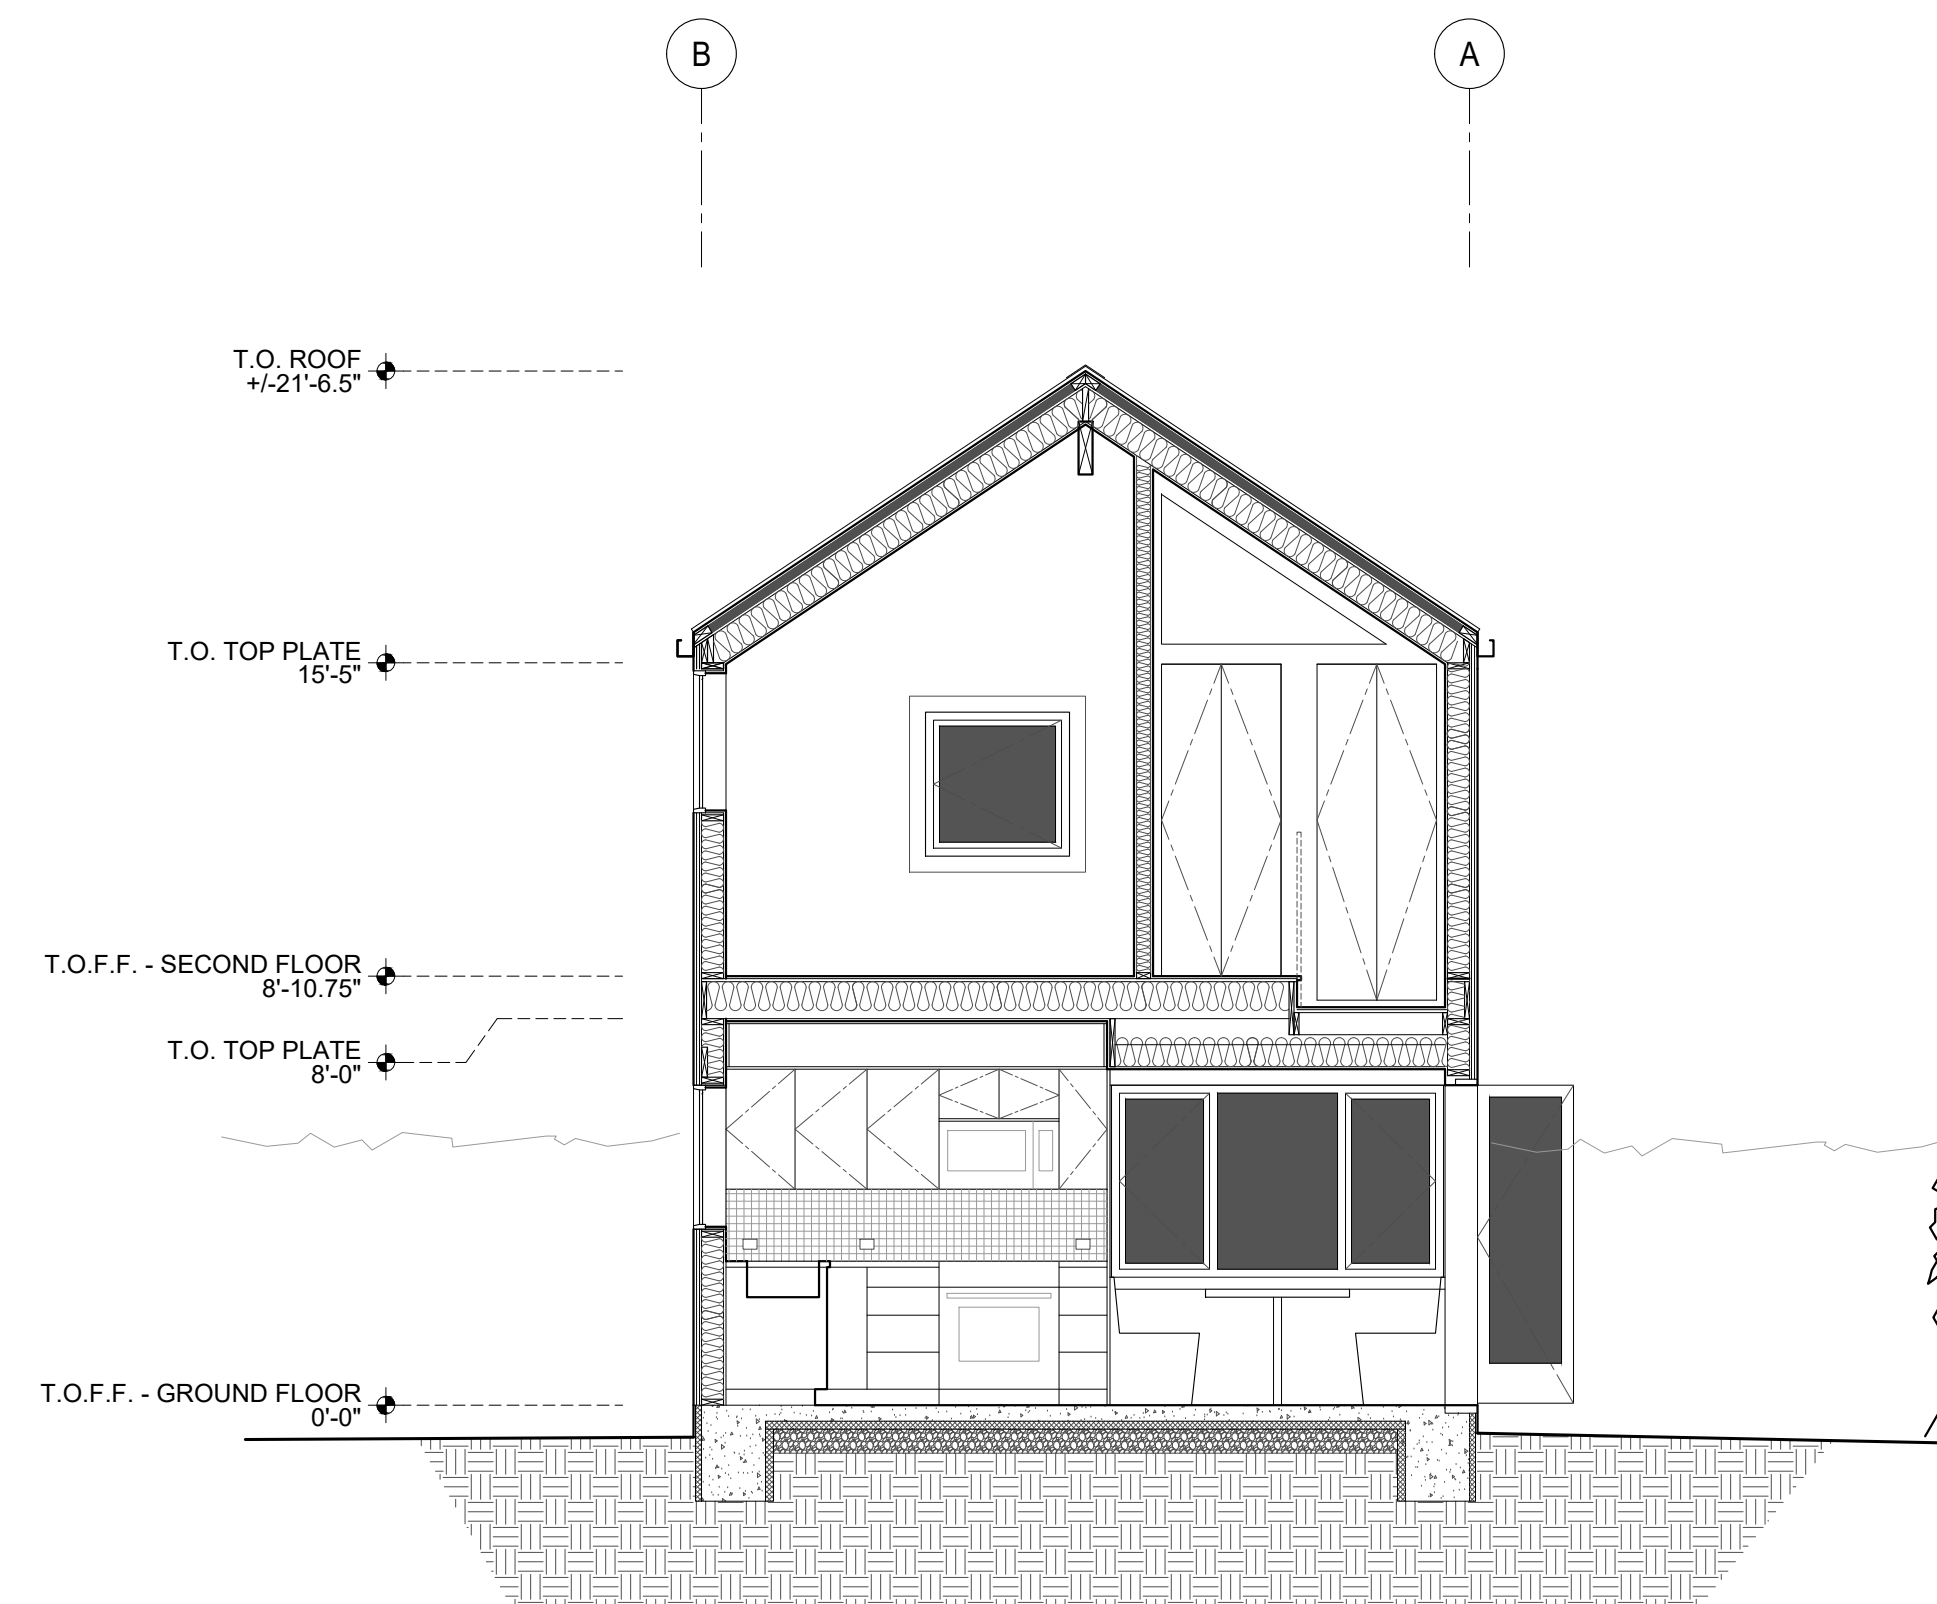 B
A
T.O. ROOF
+/-21'-6.5"
T.O. TOP PLATE
15'-5"
T.O.F.F. - SECOND FLOOR
8'-10.75"
T.O. TOP PLATE
8'-0"
T.O.F.F. - GROUND FLOOR
0'-0"